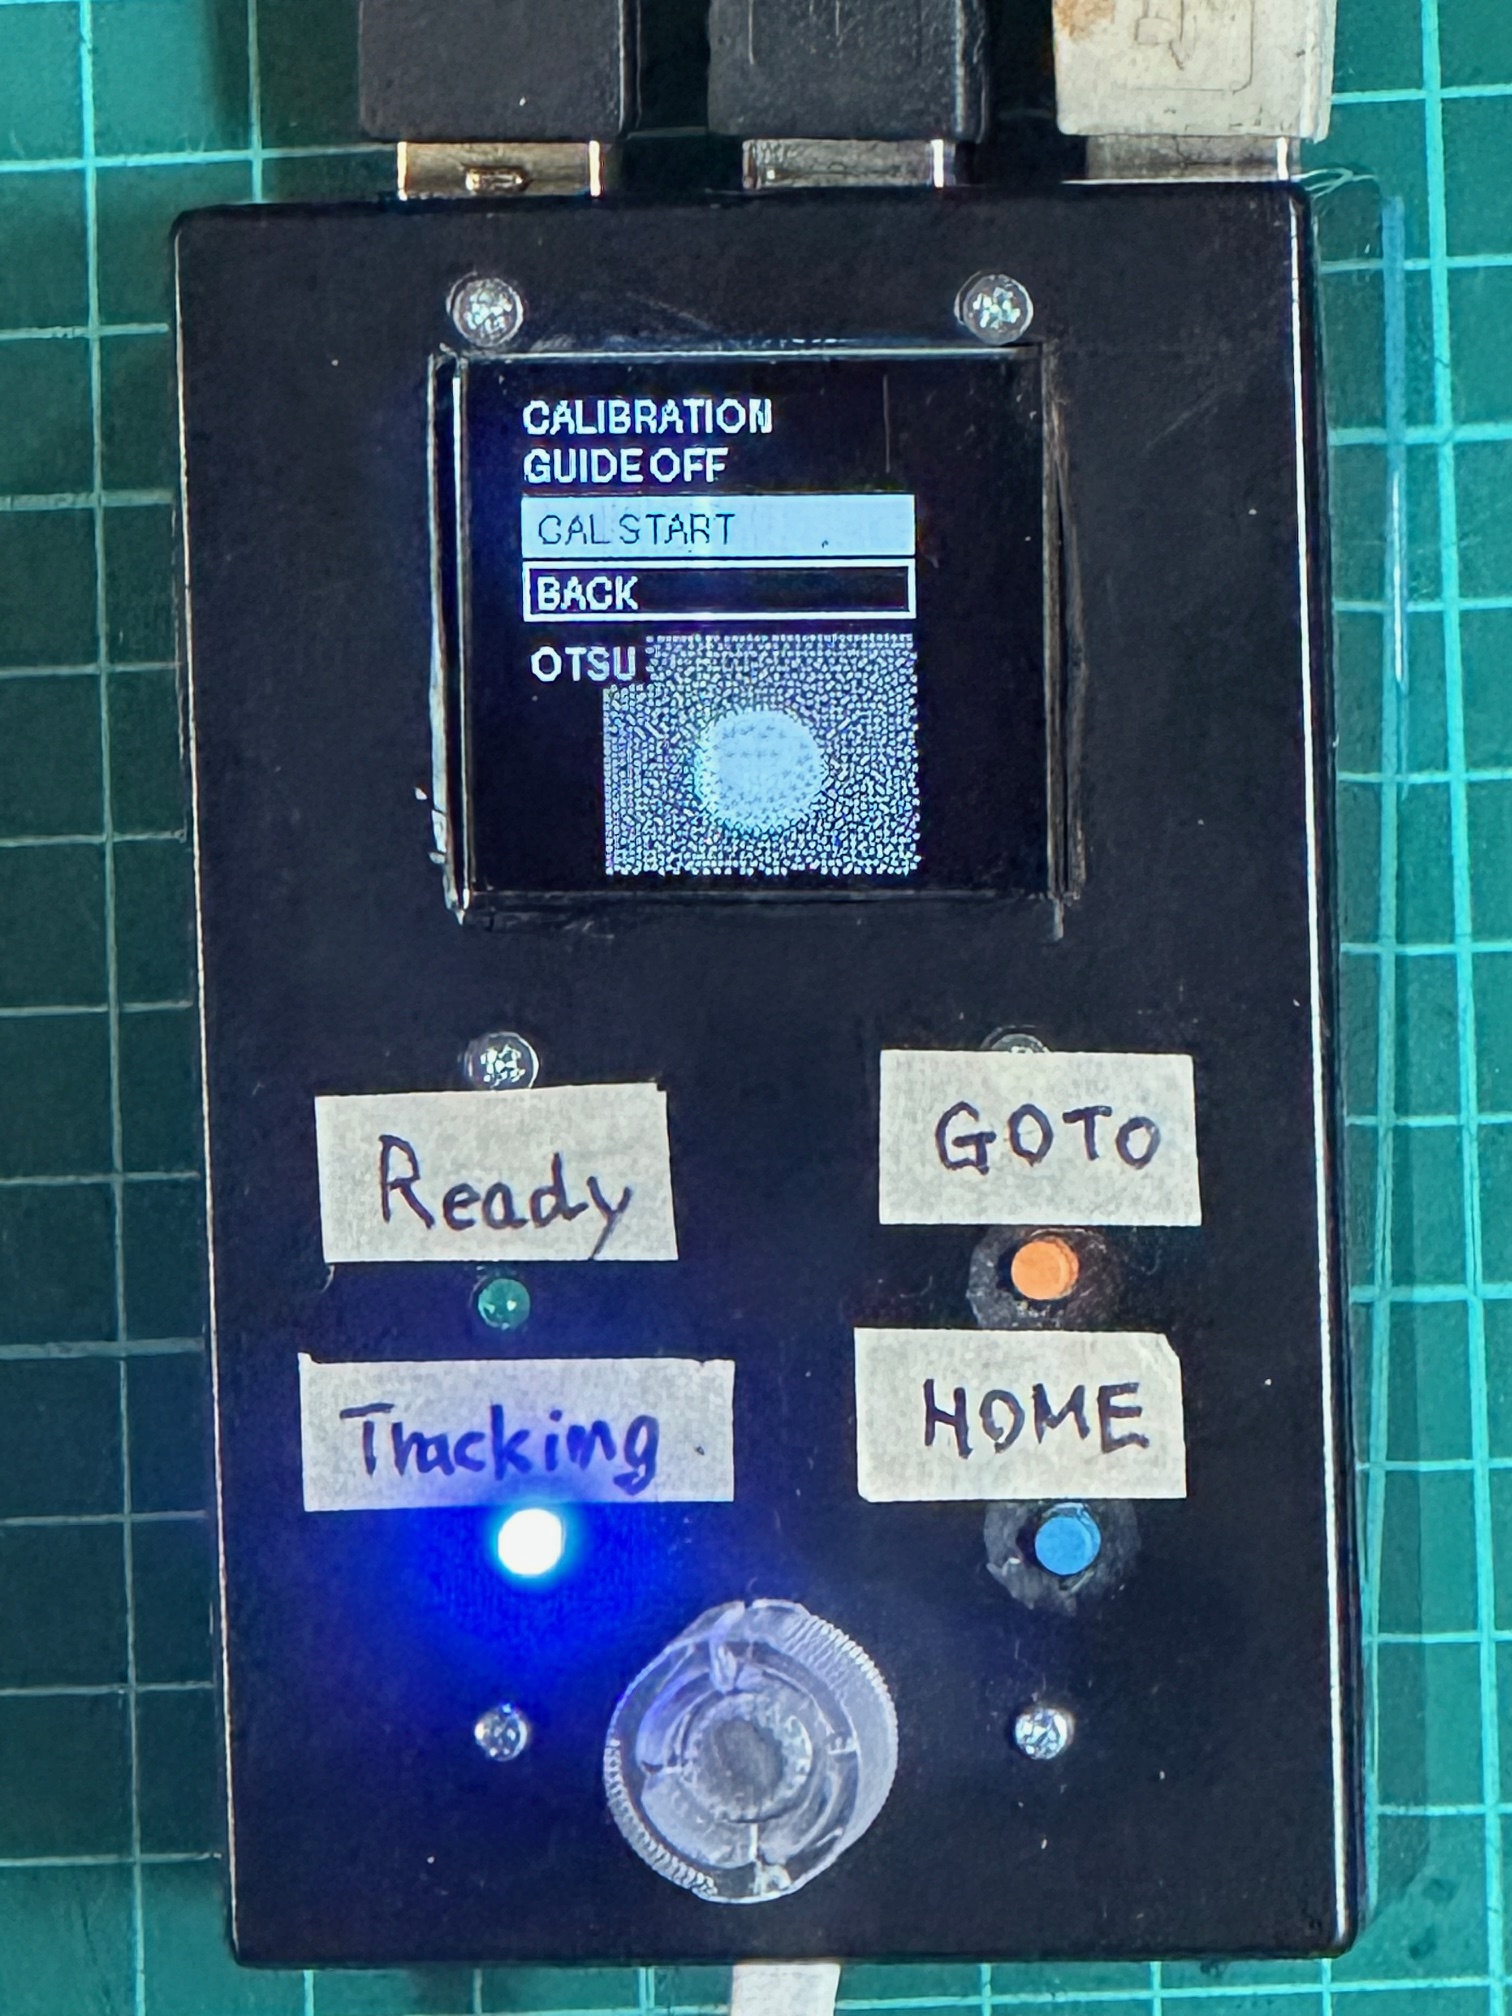 CALIBRATION
GUIDE OFF
CAL START
BACK
OTSU
Ready
GOTO
Tracking
HOME